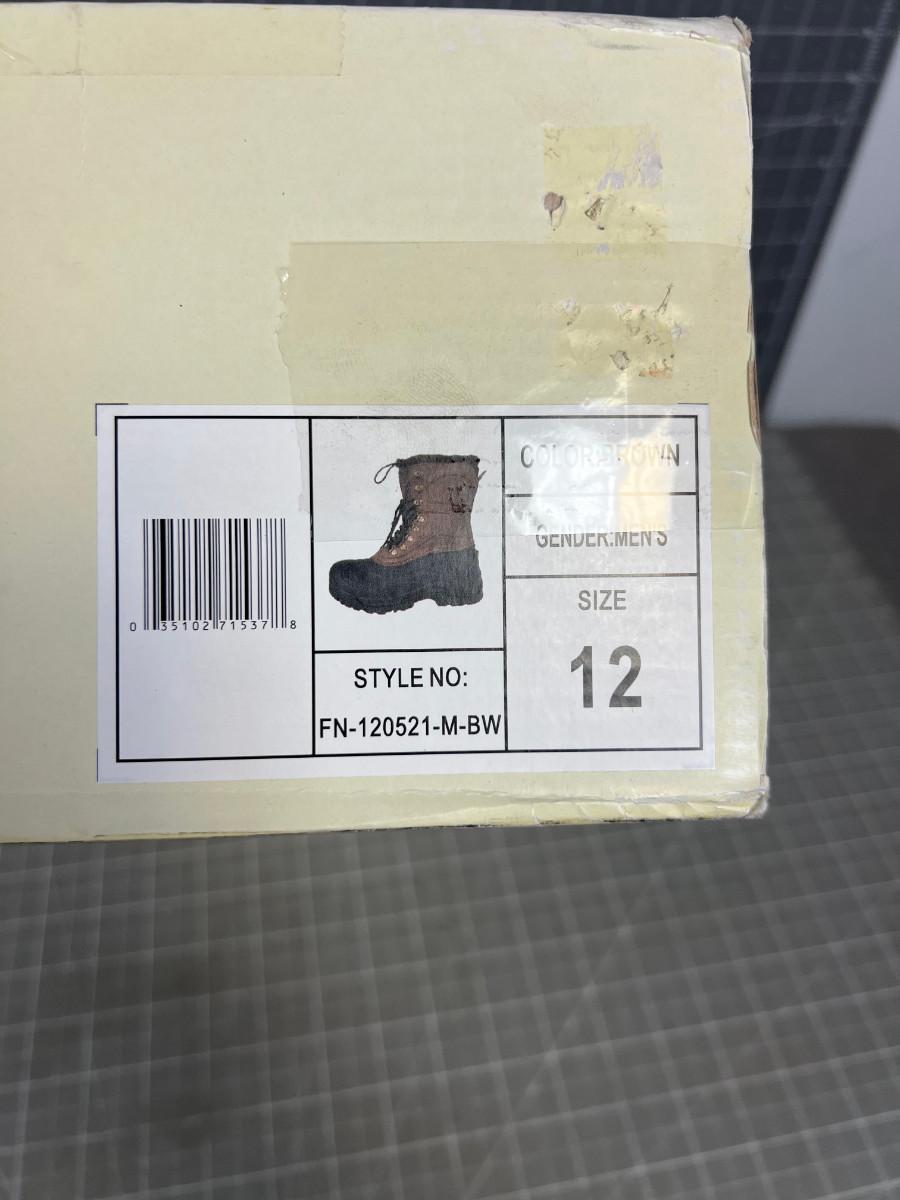 0 35102 71537 8
STYLE NO:
FN-120521-M-BW
COLOR:BROWN
GENDER:MEN'S
SIZE
12